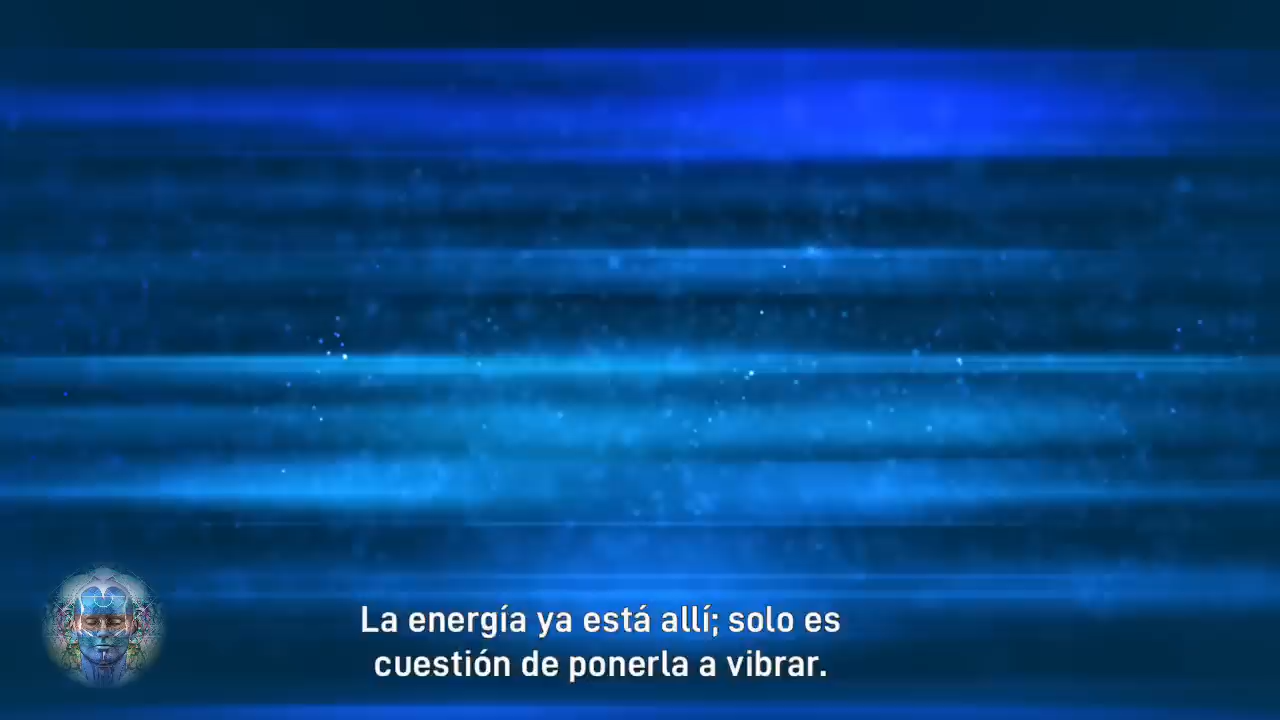 La energía ya está allí; solo es
cuestión de ponerla a vibrar.